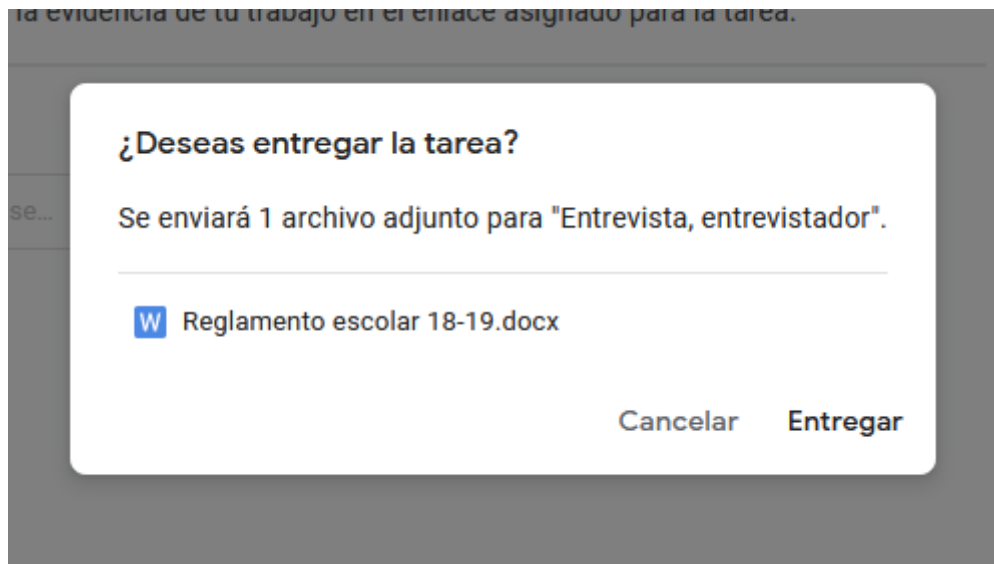 la evidencia de tu trabajo en el enlace asignado para la tarea.
¿Deseas entregar la tarea?
se...
Se enviará 1 archivo adjunto para "Entrevista, entrevistador".
W Reglamento escolar 18-19.docx
Cancelar Entregar